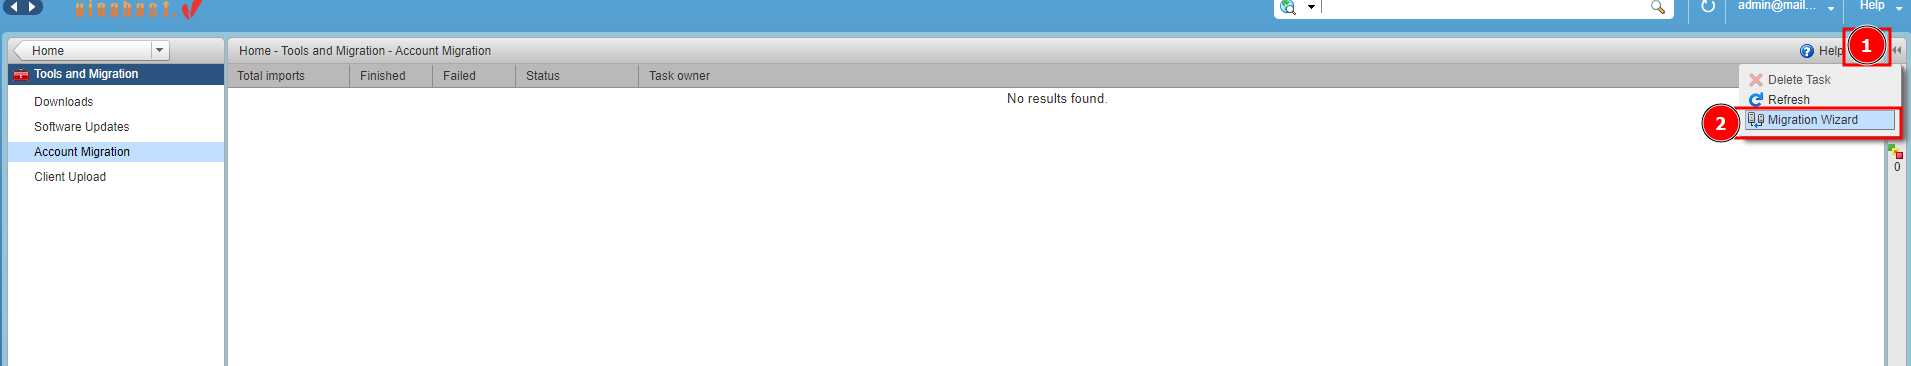 vinahost.
admin@mail...
Help
Home
Home - Tools and Migration - Account Migration
Help
1
Tools and Migration
Total imports
Finished
Failed
Status
Task owner
No results found.
Downloads
Software Updates
Account Migration
Client Upload
Delete Task
Refresh
2
Migration Wizard
0